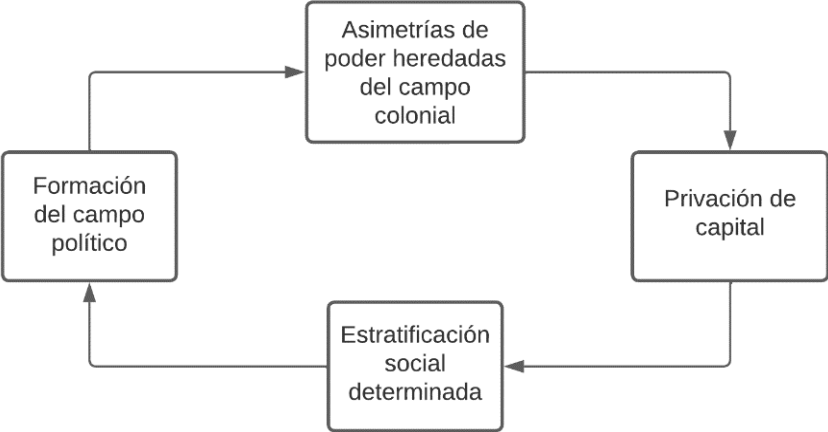 Asimetrías de
poder heredadas
del campo
colonial
Formación
del campo
político
Privación de
capital
Estratificación
social
determinada